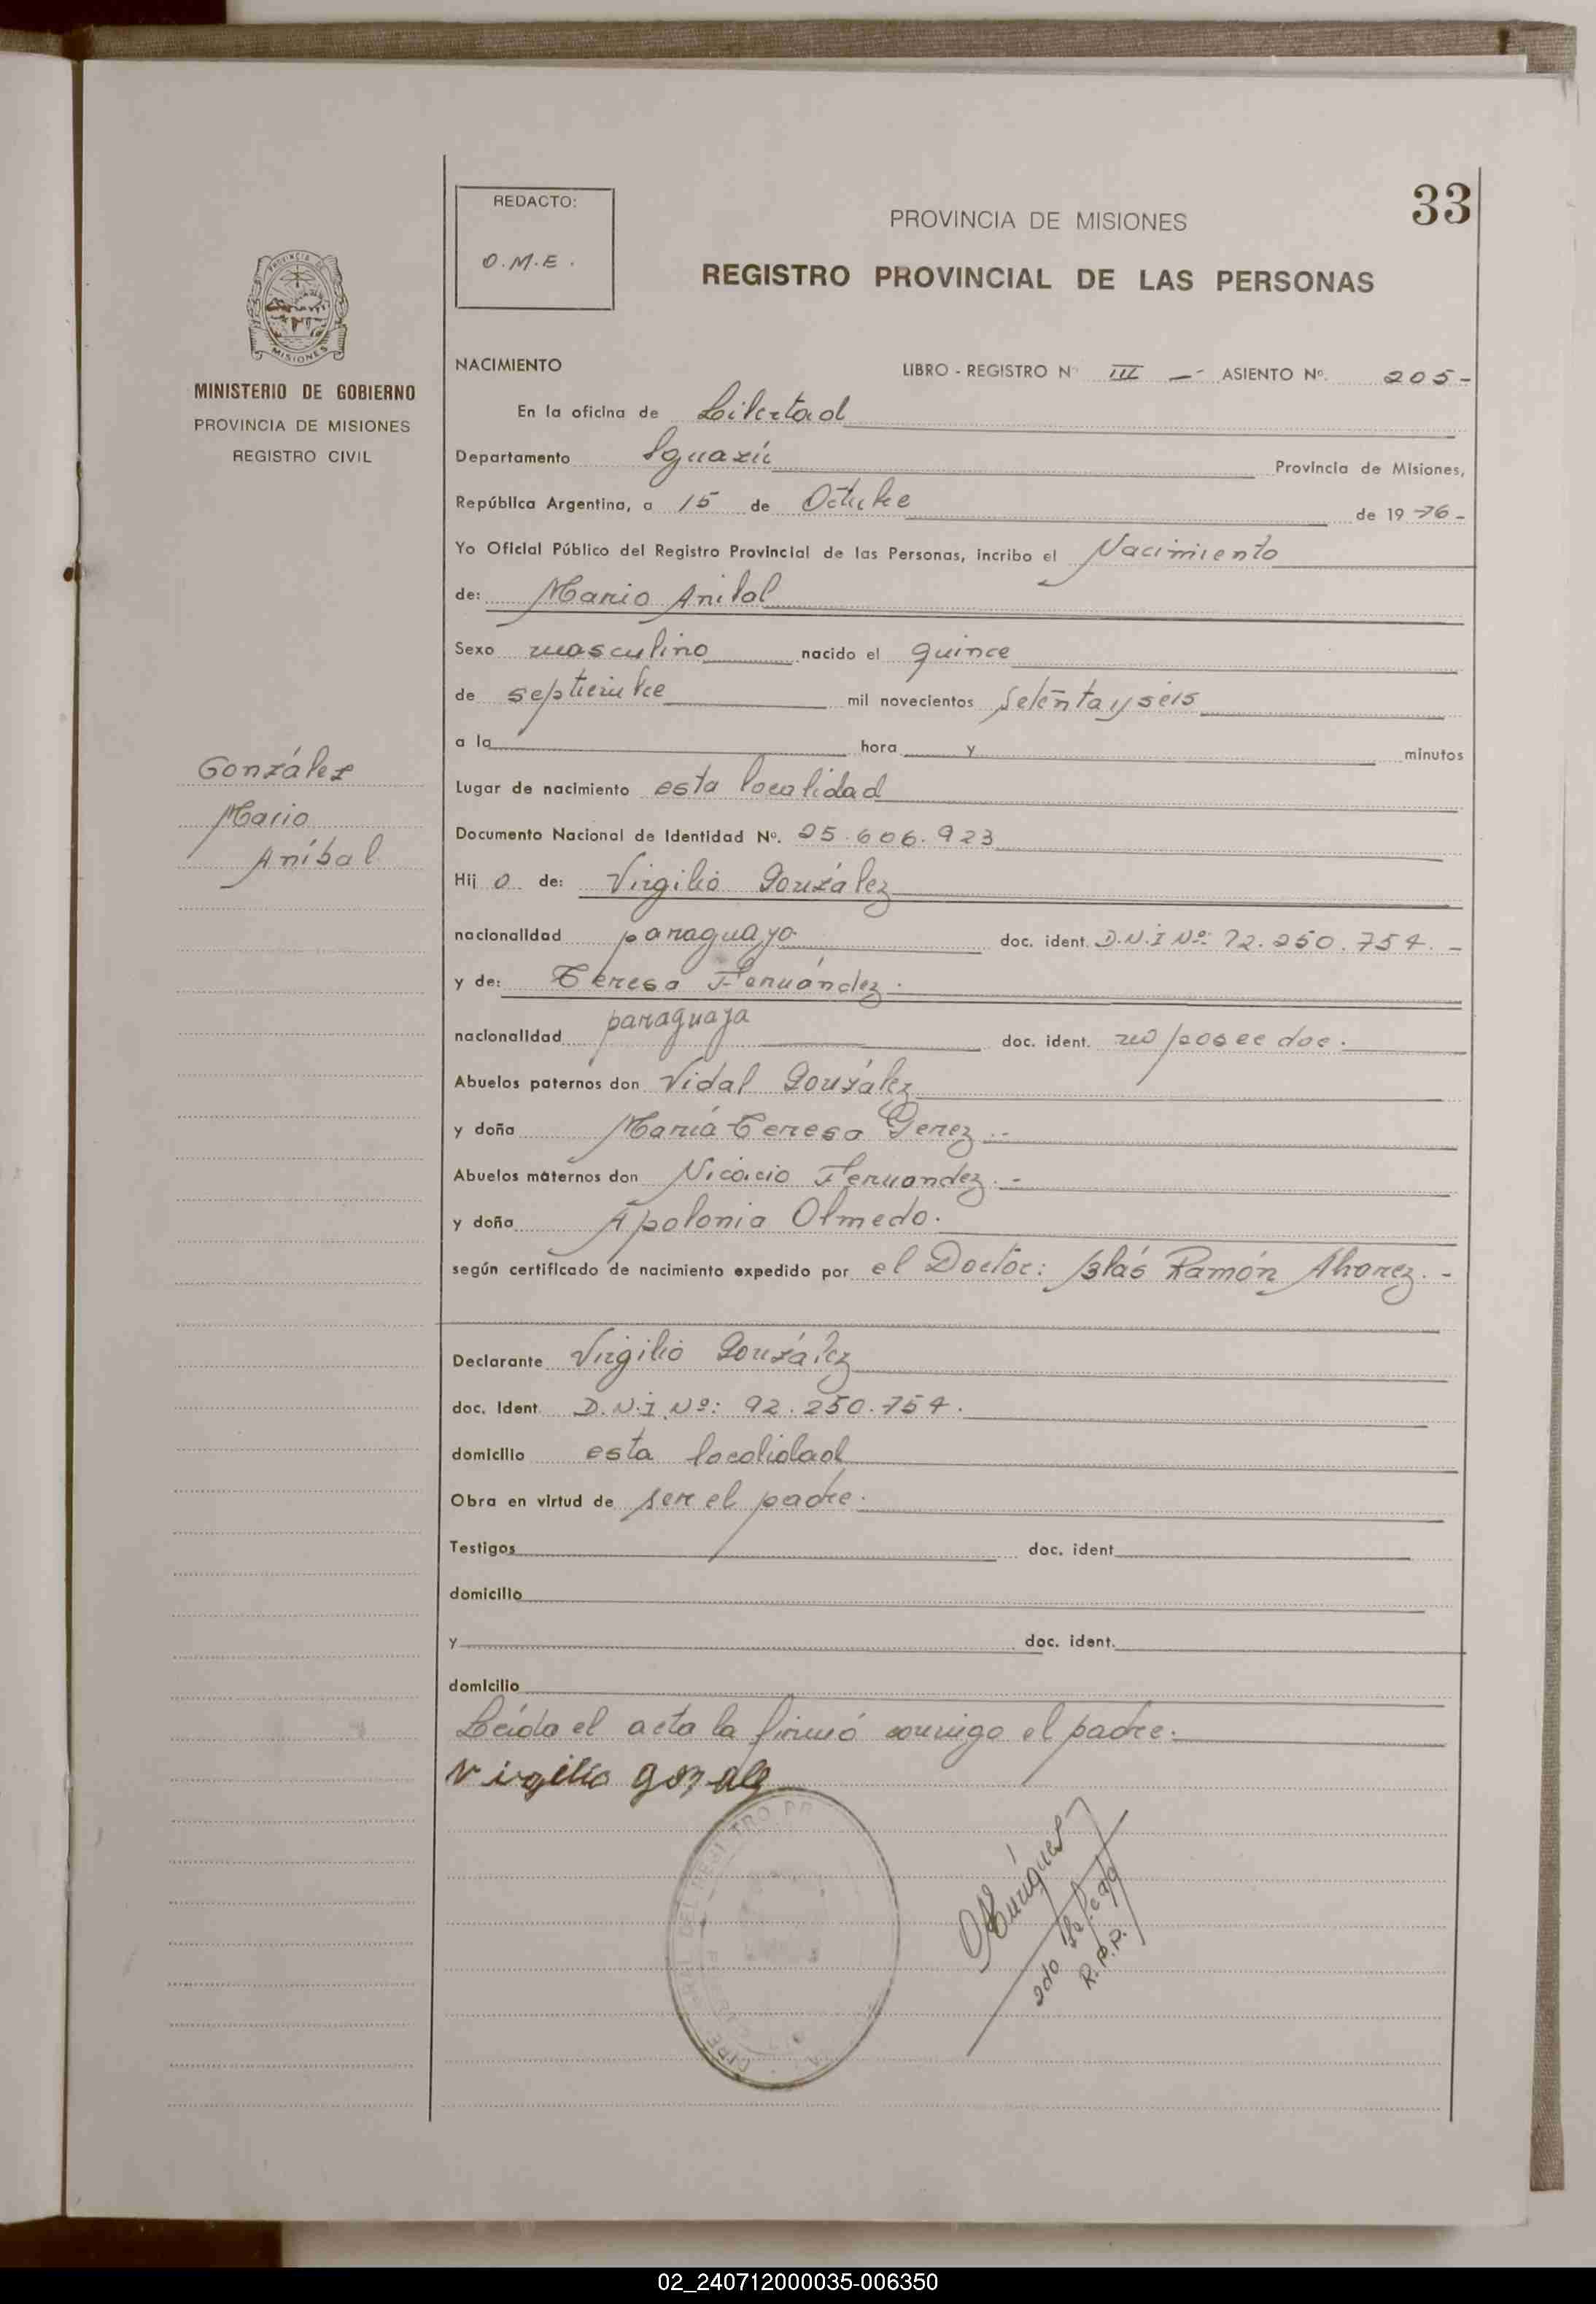 33
REDACTO:
O.M.E.
PROVINCIA DE MISIONES
REGISTRO PROVINCIAL DE LAS PERSONAS
MISIONES
MINISTERIO DE GOBIERNO
PROVINCIA DE MISIONES
REGISTRO CIVIL
NACIMIENTO LIBRO - REGISTRO Nº III — ASIENTO Nº. 205-
En la oficina de Libertad
Departamento Iguazú Provincia de Misiones,
República Argentina, a 15 de Octubre de 1976-
Yo Oficial Público del Registro Provincial de las Personas, incribo el Nacimiento
de: Mario Anibal
Sexo masculino nacido el quince
de septiembre mil novecientos setenta y seis
a la hora y minutos
González
Mario
Aníbal
Lugar de nacimiento esta localidad
Documento Nacional de Identidad Nº. 25.606.923
Hij o de: Virgilio González
nacionalidad paraguayo doc. ident. D.N.I Nº: 92.250.754. -
y de: Teresa Fernández.
nacionalidad paraguaya doc. ident. no posee doc.
Abuelos paternos don Vidal González
y doña María Teresa Gerez.-
Abuelos maternos don Nicacio Fernandez.-
y doña Apolonia Olmedo.
según certificado de nacimiento expedido por el Doctor: Blás Ramón Alvarez.-
Declarante Virgilio González
doc. Ident. D.N.I Nº: 92.250.754.
domicilio esta localidad
Obra en virtud de ser el padre.
Testigos doc. ident.
domicilio
y doc. ident.
domicilio
Leída el acta la firmó conmigo el padre.
Virgilio gonzalez
R.P.P.
02_240712000035-006350